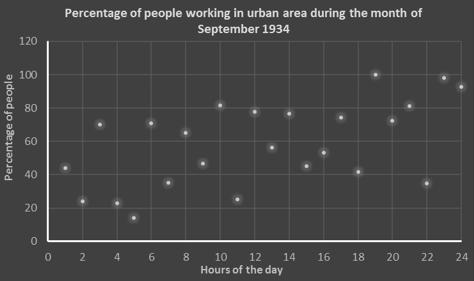 Percentage of people working in urban area during the month of
September 1934
Percentage of people
120
100
80
60
40
20
0
0 2 4 6 8 10 12 14 16 18 20 22 24
Hours of the day